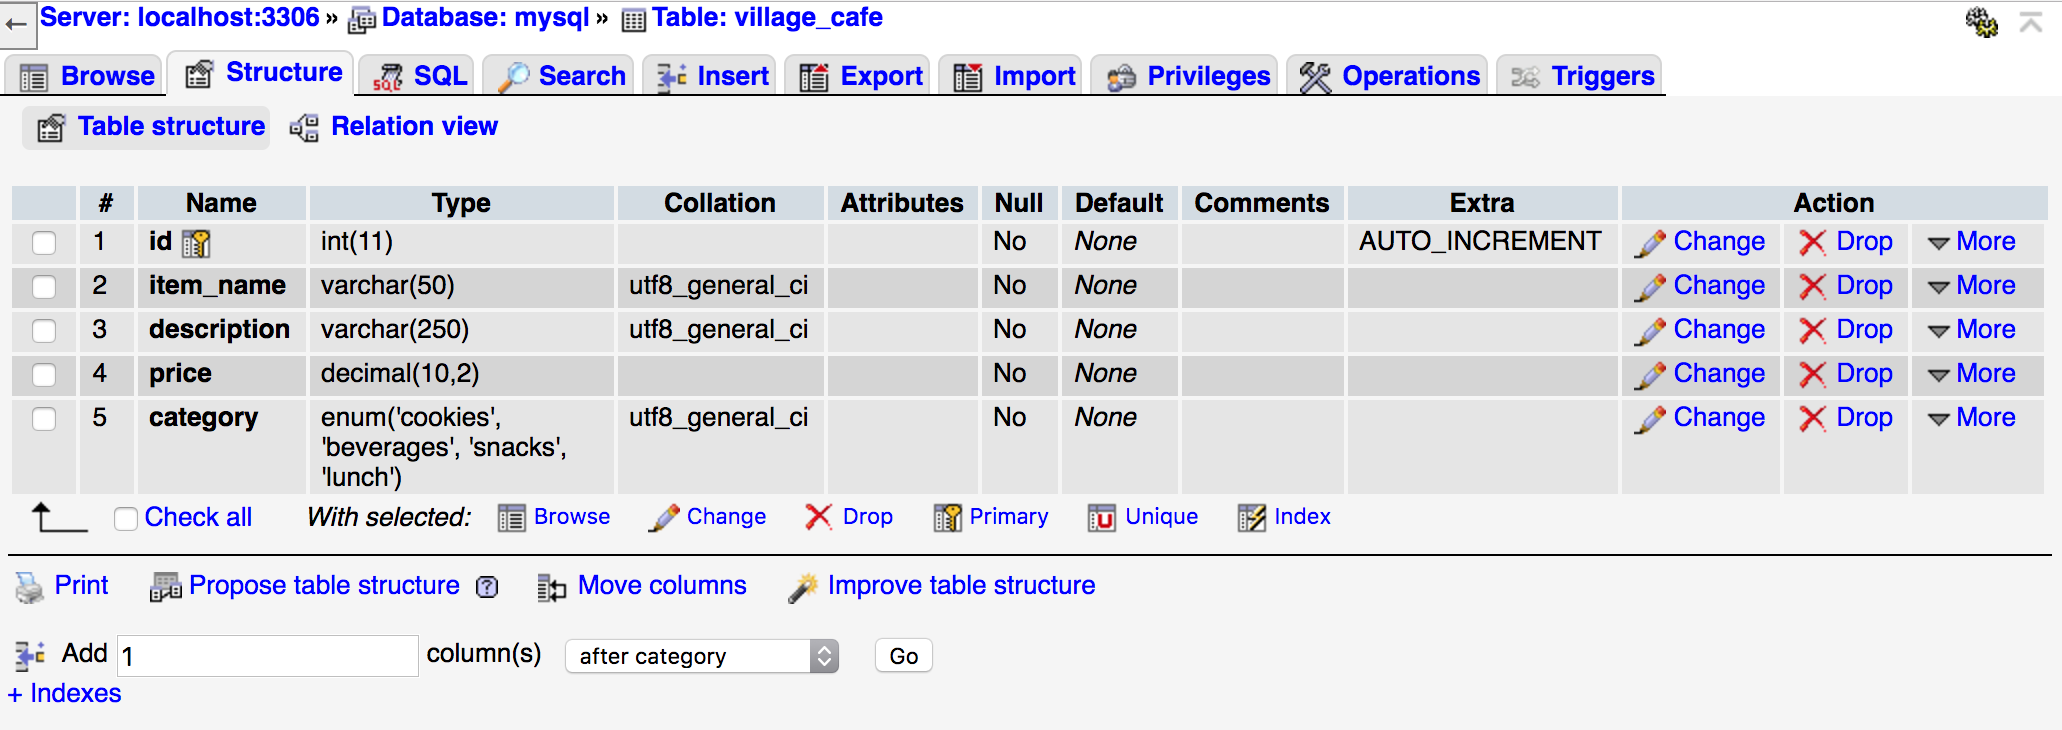 ← Server: localhost:3306 » Database: mysql » Table: village_cafe
Browse Structure SQL Search Insert Export Import Privileges Operations Triggers
Table structure Relation view
# Name Type Collation Attributes Null Default Comments Extra Action
1 id int(11) No None AUTO_INCREMENT Change Drop More
2 item_name varchar(50) utf8_general_ci No None Change Drop More
3 description varchar(250) utf8_general_ci No None Change Drop More
4 price decimal(10,2) No None Change Drop More
5 category enum('cookies', utf8_general_ci No None Change Drop More
'beverages', 'snacks',
'lunch')
Check all With selected: Browse Change Drop Primary Unique Index
Print Propose table structure ? Move columns Improve table structure
Add 1 column(s) after category Go
+ Indexes